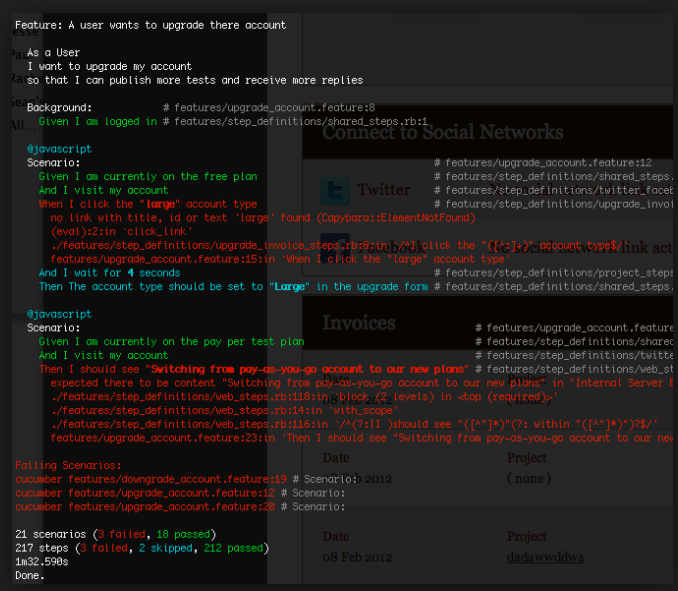 Feature: A user wants to upgrade there account
As a User
I want to upgrade my account
so that I can publish more tests and receive more replies
Background: # features/upgrade_account.feature:8
Given I am logged in # features/step_definitions/shared_steps.rb:1
@javascript
Scenario: # features/upgrade_account.feature:12
Given I am currently on the free plan # features/step_definitions/shared_steps.
And I visit my account # features/step_definitions/twitter_acc
When I click the "large" account type # features/step_definitions/upgrade_invoi
no link with title, id or text 'large' found (Capybara::ElementNotFound)
(eval):2:in `click_link'
./features/step_definitions/upgrade_invoice_steps.rb:8:in `/^I click the "([^"]*)" account type$/'
features/upgrade_account.feature:15:in `When I click the "large" account type'
And I wait for 4 seconds # features/step_definitions/project_steps
Then The account type should be set to "Large" in the upgrade form # features/step_definitions/shared_steps.
@javascript
Scenario: # features/upgrade_account.feature
Given I am currently on the pay per test plan # features/step_definitions/shared
And I visit my account # features/step_definitions/twitte
Then I should see "Switching from pay-as-you-go account to our new plans" # features/step_definitions/web_st
expected there to be content "Switching from pay-as-you-go account to our new plans" in "Internal Server E
./features/step_definitions/web_steps.rb:118:in `block (2 levels) in <top (required)>'
./features/step_definitions/web_steps.rb:14:in `with_scope'
./features/step_definitions/web_steps.rb:116:in `/^(?:|I )should see "([^"]*)"(?: within "([^"]*)")?$/'
features/upgrade_account.feature:23:in `Then I should see "Switching from pay-as-you-go account to our new
Failing Scenarios:
cucumber features/downgrade_account.feature:19 # Scenario:
cucumber features/upgrade_account.feature:12 # Scenario:
cucumber features/upgrade_account.feature:20 # Scenario:
21 scenarios (3 failed, 18 passed)
217 steps (3 failed, 2 skipped, 212 passed)
1m32.590s
Done.
Connect to Social Networks
Twitter
Facebook
Invoices
Date Project
( none )
Date Project
Feb 2012 ( none )
Date Project
08 Feb 2012 dadawwddwa